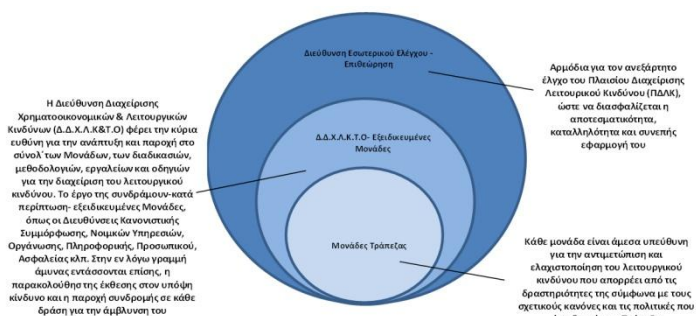 Διεύθυνση Εσωτερικού Ελέγχου -
Επιθεώρηση
Αρμόδια για τον ανεξάρτητο
έλγχο του Πλαισίου Διαχείρισης
Λειτουρικού Κινδύνου (ΠΔΛΚ),
ώστε να διασφαλίζεται η
αποτεσματικότητα,
καταλληλότητα και συνεπής
εφαρμογή του
Η Διεύθυνση Διαχείρισης
Χρηματοοικονομικών & Λειτουργικών
Κινδύνων (Δ.Δ.Χ.Λ.Κ&Τ.Ο) φέρει την κύρια
ευθύνη για την ανάπτυξη και παροχή στο
σύνολ΄των Μονάδων, των διαδικασιών,
μεθοδολογιών, εργαλείων και οδηγιών
για την διαχείριση του λειτουργικού
κινδύνου. Το έργο της συνδράμουν-κατά
περίπτωση- εξειδικευμένες Μονάδες,
όπως οι Διευθύνσεις Κανονιστικής
Συμμόρφωσης, Νομικών Υπηρεσιών,
Οργάνωσης, Πληροφορικής, Προσωπικού,
Ασφαλείας κλπ. Στην εν λόγω γραμμή
άμυνας εντάσσονται επίσης, η
παρακολούθηση της έκθεσης στον υπόψη
κίνδυνο και η παροχή συνδρομής σε κάθε
δράση για την άμβλυνση του
Δ.Δ.Χ.Λ.Κ.Τ.Ο- Εξειδικευμένες
Μονάδες
Μονάδες Τράπεζας
Κάθε μονάδα είναι άμεσα υπεύθυνη
για την αντιμετώπιση και
ελαχιστοποίηση του λειτουργικού
κινδύνου που απορρέει από τις
δραστηριότητες της σύμφωνα με τους
σχετικούς κανόνες και τις πολιτικές που